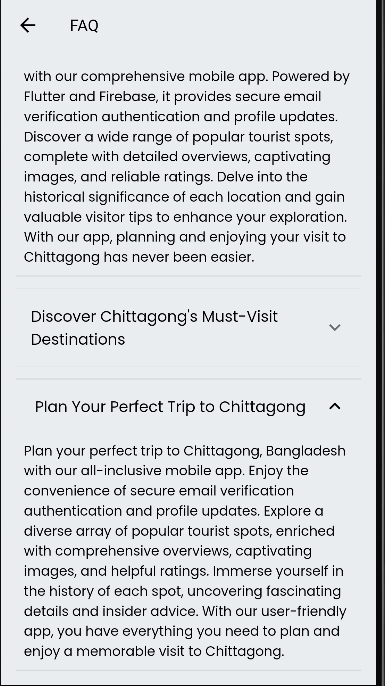 FAQ
with our comprehensive mobile app. Powered by
Flutter and Firebase, it provides secure email
verification authentication and profile updates.
Discover a wide range of popular tourist spots,
complete with detailed overviews, captivating
images, and reliable ratings. Delve into the
historical significance of each location and gain
valuable visitor tips to enhance your exploration.
With our app, planning and enjoying your visit to
Chittagong has never been easier.
Discover Chittagong's Must-Visit
Destinations
Plan Your Perfect Trip to Chittagong
Plan your perfect trip to Chittagong, Bangladesh
with our all-inclusive mobile app. Enjoy the
convenience of secure email verification
authentication and profile updates. Explore a
diverse array of popular tourist spots, enriched
with comprehensive overviews, captivating
images, and helpful ratings. Immerse yourself in
the history of each spot, uncovering fascinating
details and insider advice. With our user-friendly
app, you have everything you need to plan and
enjoy a memorable visit to Chittagong.